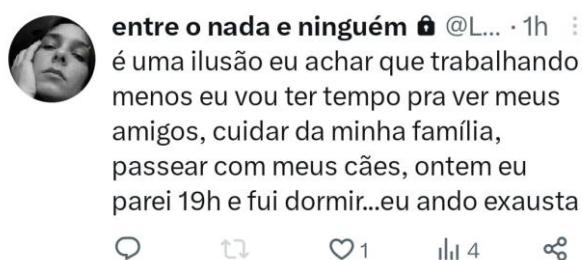 entre o nada e ninguém @L... · 1h
é uma ilusão eu achar que trabalhando
menos eu vou ter tempo pra ver meus
amigos, cuidar da minha família,
passear com meus cães, ontem eu
parei 19h e fui dormir...eu ando exausta
1 4